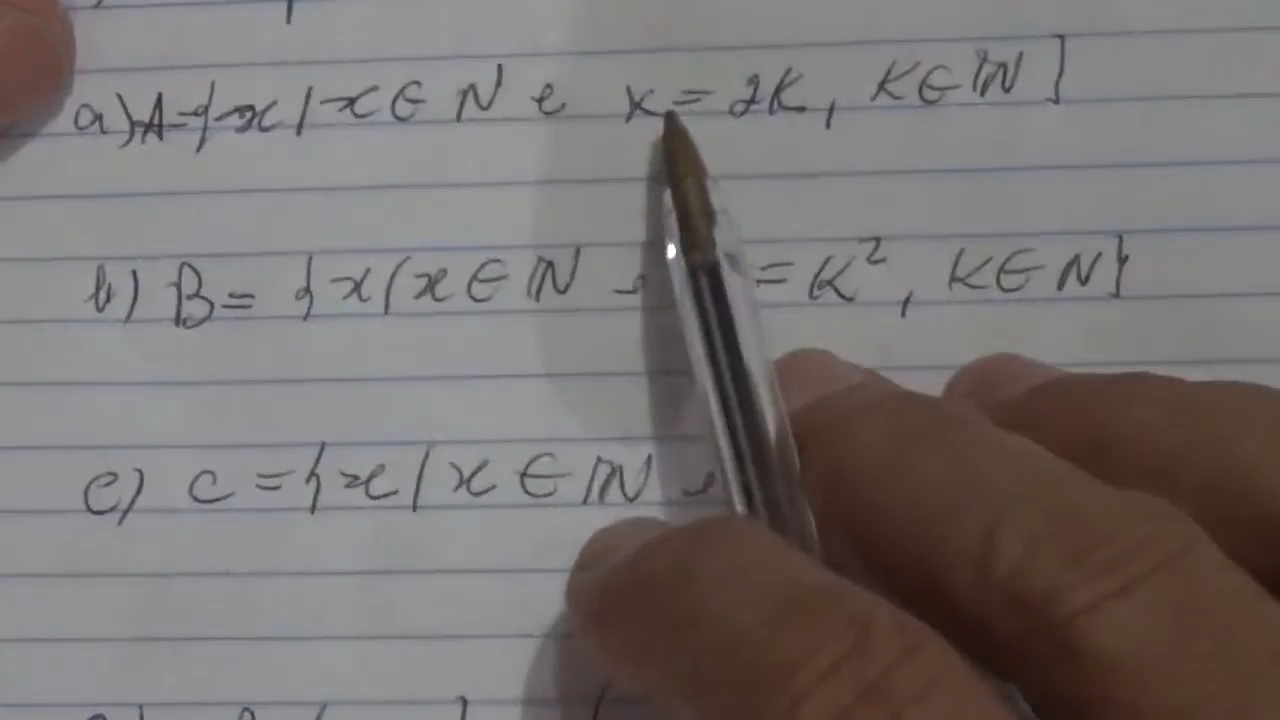 a) A={x/x∈N e x=2K, K∈ℕ]
b) B= {x/x∈ℕ = K², K∈N}
c) C={x/x∈ℕ